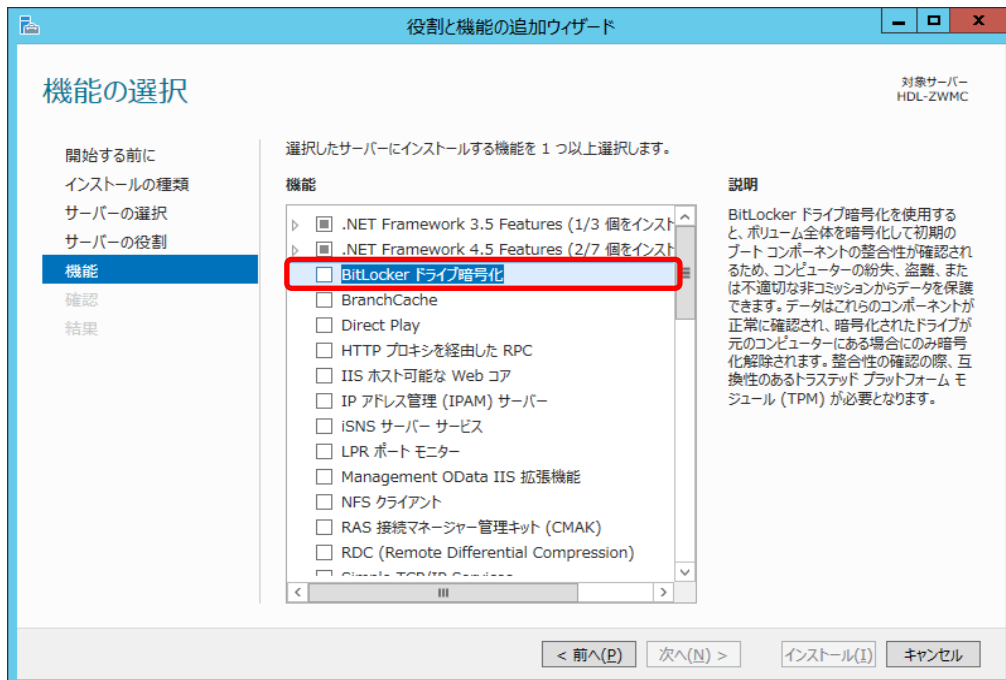 役割と機能の追加ウィザード
機能の選択
対象サーバー
HDL-ZWMC
開始する前に
インストールの種類
サーバーの選択
サーバーの役割
機能
確認
結果
選択したサーバーにインストールする機能を 1 つ以上選択します。
機能
.NET Framework 3.5 Features (1/3 個をインスト
.NET Framework 4.5 Features (2/7 個をインスト
BitLocker ドライブ暗号化
BranchCache
Direct Play
HTTP プロキシを経由した RPC
IIS ホスト可能な Web コア
IP アドレス管理 (IPAM) サーバー
iSNS サーバー サービス
LPR ポート モニター
Management OData IIS 拡張機能
NFS クライアント
RAS 接続マネージャー管理キット (CMAK)
RDC (Remote Differential Compression)
Simple TCP/IP Services
説明
BitLocker ドライブ暗号化を使用する
と、ボリューム全体を暗号化して初期の
ブート コンポーネントの整合性が確認され
るため、コンピューターの紛失、盗難、また
は不適切な非コミッションからデータを保護
できます。データはこれらのコンポーネントが
正常に確認され、暗号化されたドライブが
元のコンピューターにある場合にのみ暗号
化解除されます。整合性の確認の際、互
換性のあるトラステッド プラットフォーム モ
ジュール (TPM) が必要となります。
< 前へ(P)
次へ(N) >
インストール(I)
キャンセル